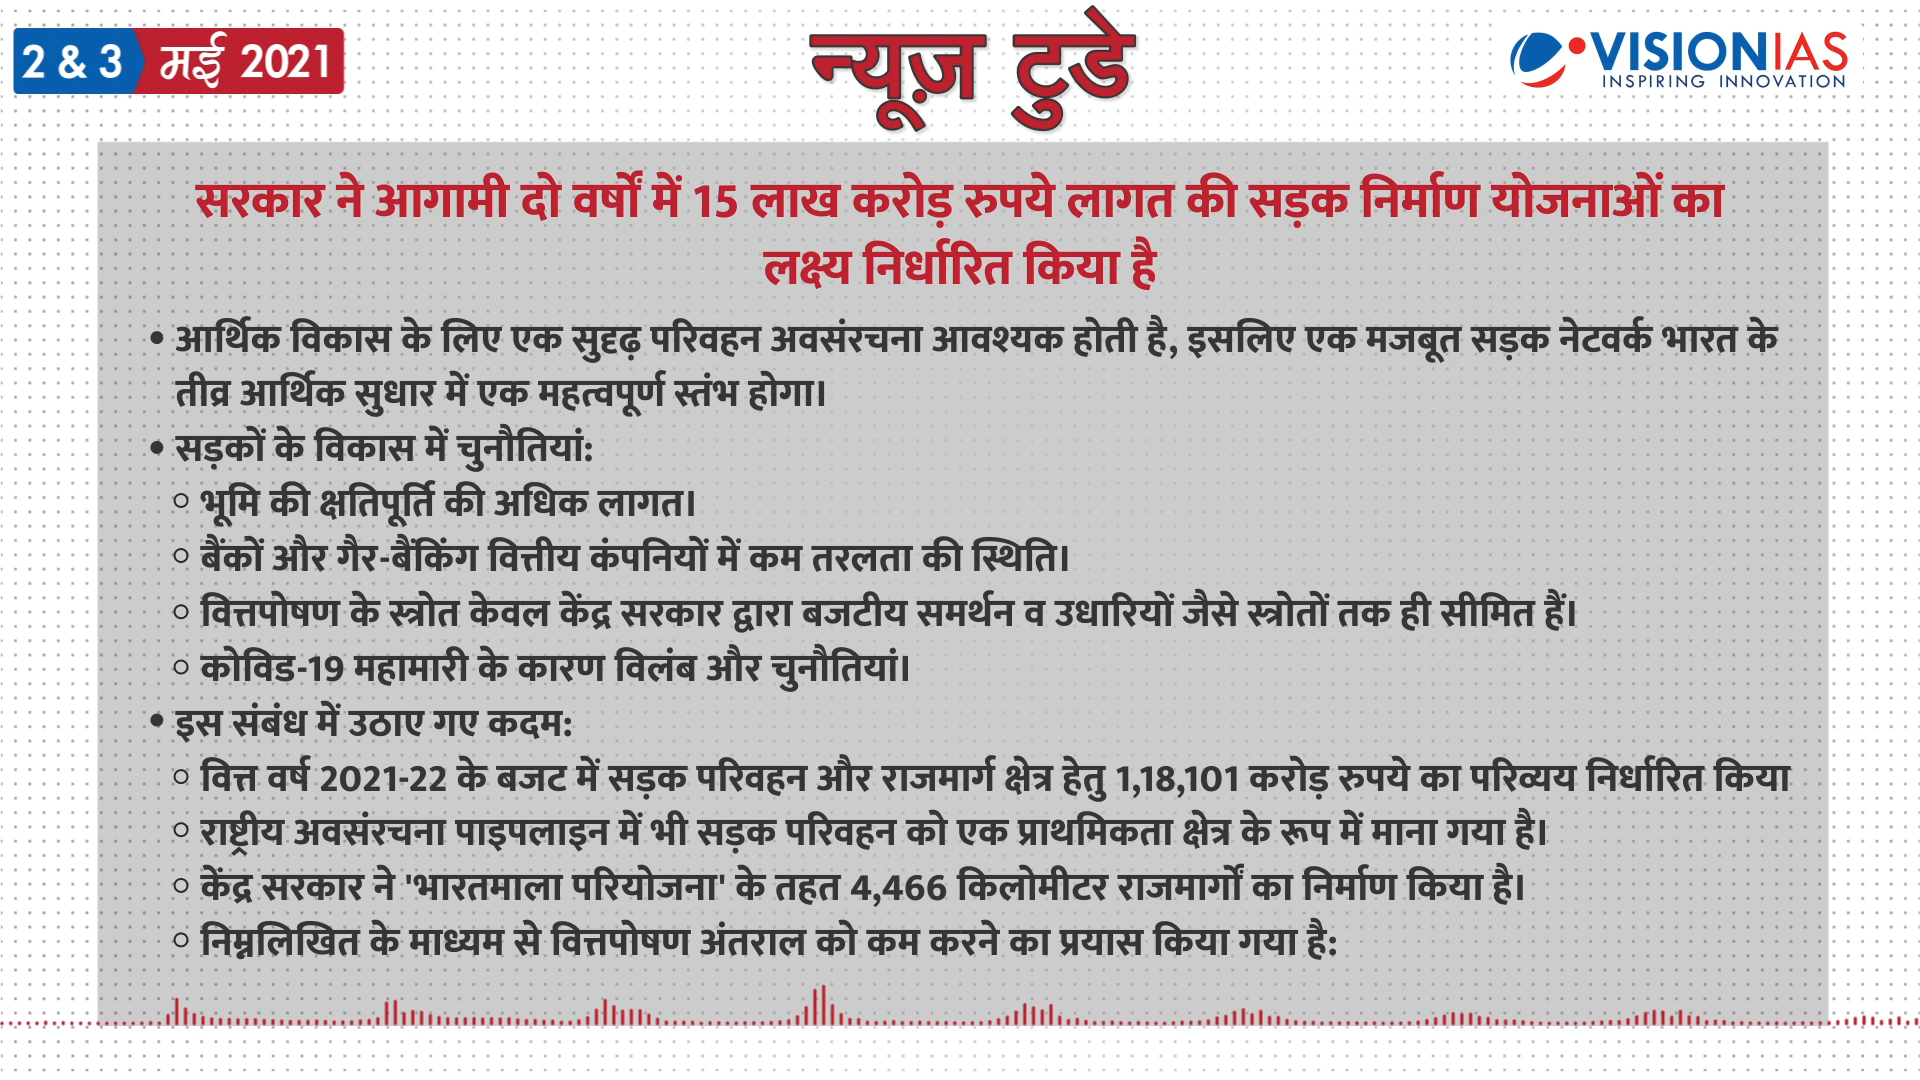 2 & 3 मई 2021
न्यूज़ टुडे
VISIONIAS
INSPIRING INNOVATION
सरकार ने आगामी दो वर्षों में 15 लाख करोड़ रुपये लागत की सड़क निर्माण योजनाओं का
लक्ष्य निर्धारित किया है
• आर्थिक विकास के लिए एक सुदृढ़ परिवहन अवसंरचना आवश्यक होती है, इसलिए एक मजबूत सड़क नेटवर्क भारत के
तीव्र आर्थिक सुधार में एक महत्वपूर्ण स्तंभ होगा।
• सड़कों के विकास में चुनौतियां:
○ भूमि की क्षतिपूर्ति की अधिक लागत।
○ बैंकों और गैर-बैंकिंग वित्तीय कंपनियों में कम तरलता की स्थिति।
○ वित्तपोषण के स्त्रोत केवल केंद्र सरकार द्वारा बजटीय समर्थन व उधारियों जैसे स्त्रोतों तक ही सीमित हैं।
○ कोविड-19 महामारी के कारण विलंब और चुनौतियां।
• इस संबंध में उठाए गए कदम:
○ वित्त वर्ष 2021-22 के बजट में सड़क परिवहन और राजमार्ग क्षेत्र हेतु 1,18,101 करोड़ रुपये का परिव्यय निर्धारित किया
○ राष्ट्रीय अवसंरचना पाइपलाइन में भी सड़क परिवहन को एक प्राथमिकता क्षेत्र के रूप में माना गया है।
○ केंद्र सरकार ने 'भारतमाला परियोजना' के तहत 4,466 किलोमीटर राजमार्गों का निर्माण किया है।
○ निम्नलिखित के माध्यम से वित्तपोषण अंतराल को कम करने का प्रयास किया गया है: